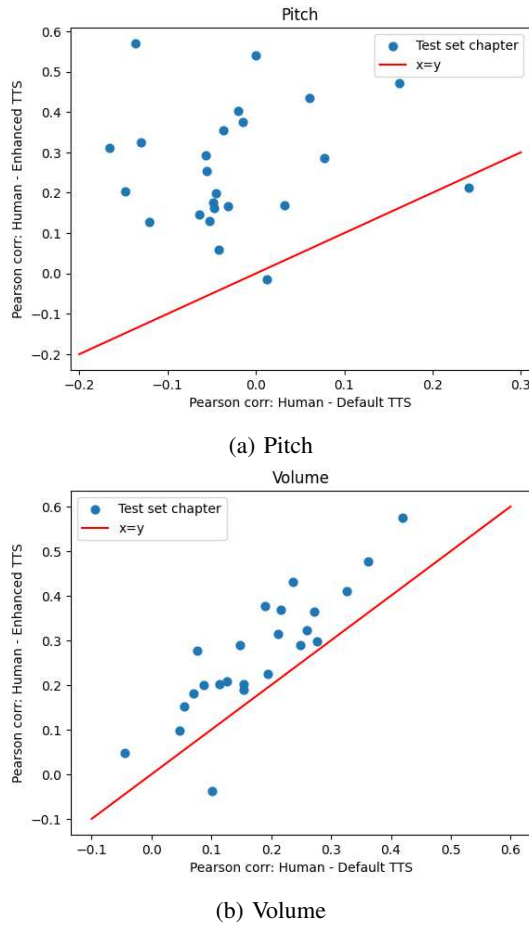 Pitch
Test set chapter
x=y
Pearson corr: Human - Enhanced TTS
0.6
0.5
0.4
0.3
0.2
0.1
0.0
−0.1
−0.2
−0.2 −0.1 0.0 0.1 0.2 0.3
Pearson corr: Human - Default TTS
(a) Pitch
Volume
Test set chapter
x=y
Pearson corr: Human - Enhanced TTS
0.6
0.5
0.4
0.3
0.2
0.1
0.0
−0.1
−0.1 0.0 0.1 0.2 0.3 0.4 0.5 0.6
Pearson corr: Human - Default TTS
(b) Volume